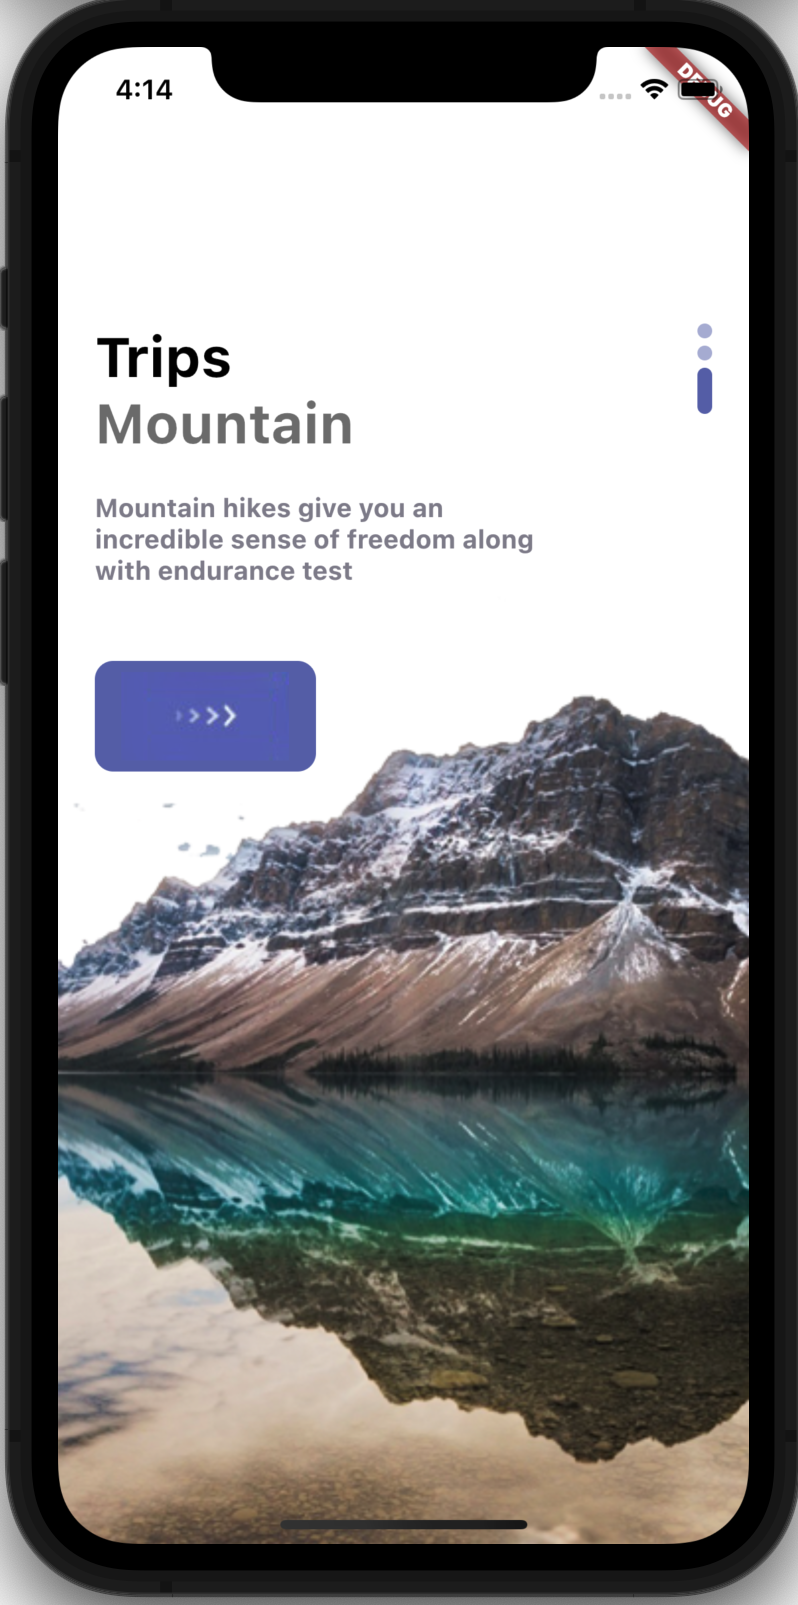 4:14
DEBUG
Trips
Mountain
Mountain hikes give you an
incredible sense of freedom along
with endurance test